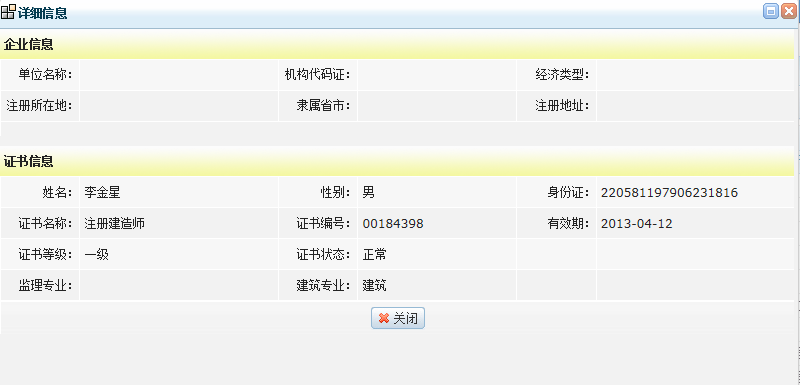 详细信息
企业信息
单位名称： 机构代码证： 经济类型：
注册所在地： 隶属省市： 注册地址：
证书信息
姓名： 李金星 性别： 男 身份证： 220581197906231816
证书名称： 注册建造师 证书编号： 00184398 有效期： 2013-04-12
证书等级： 一级 证书状态： 正常
监理专业： 建筑专业： 建筑
关闭